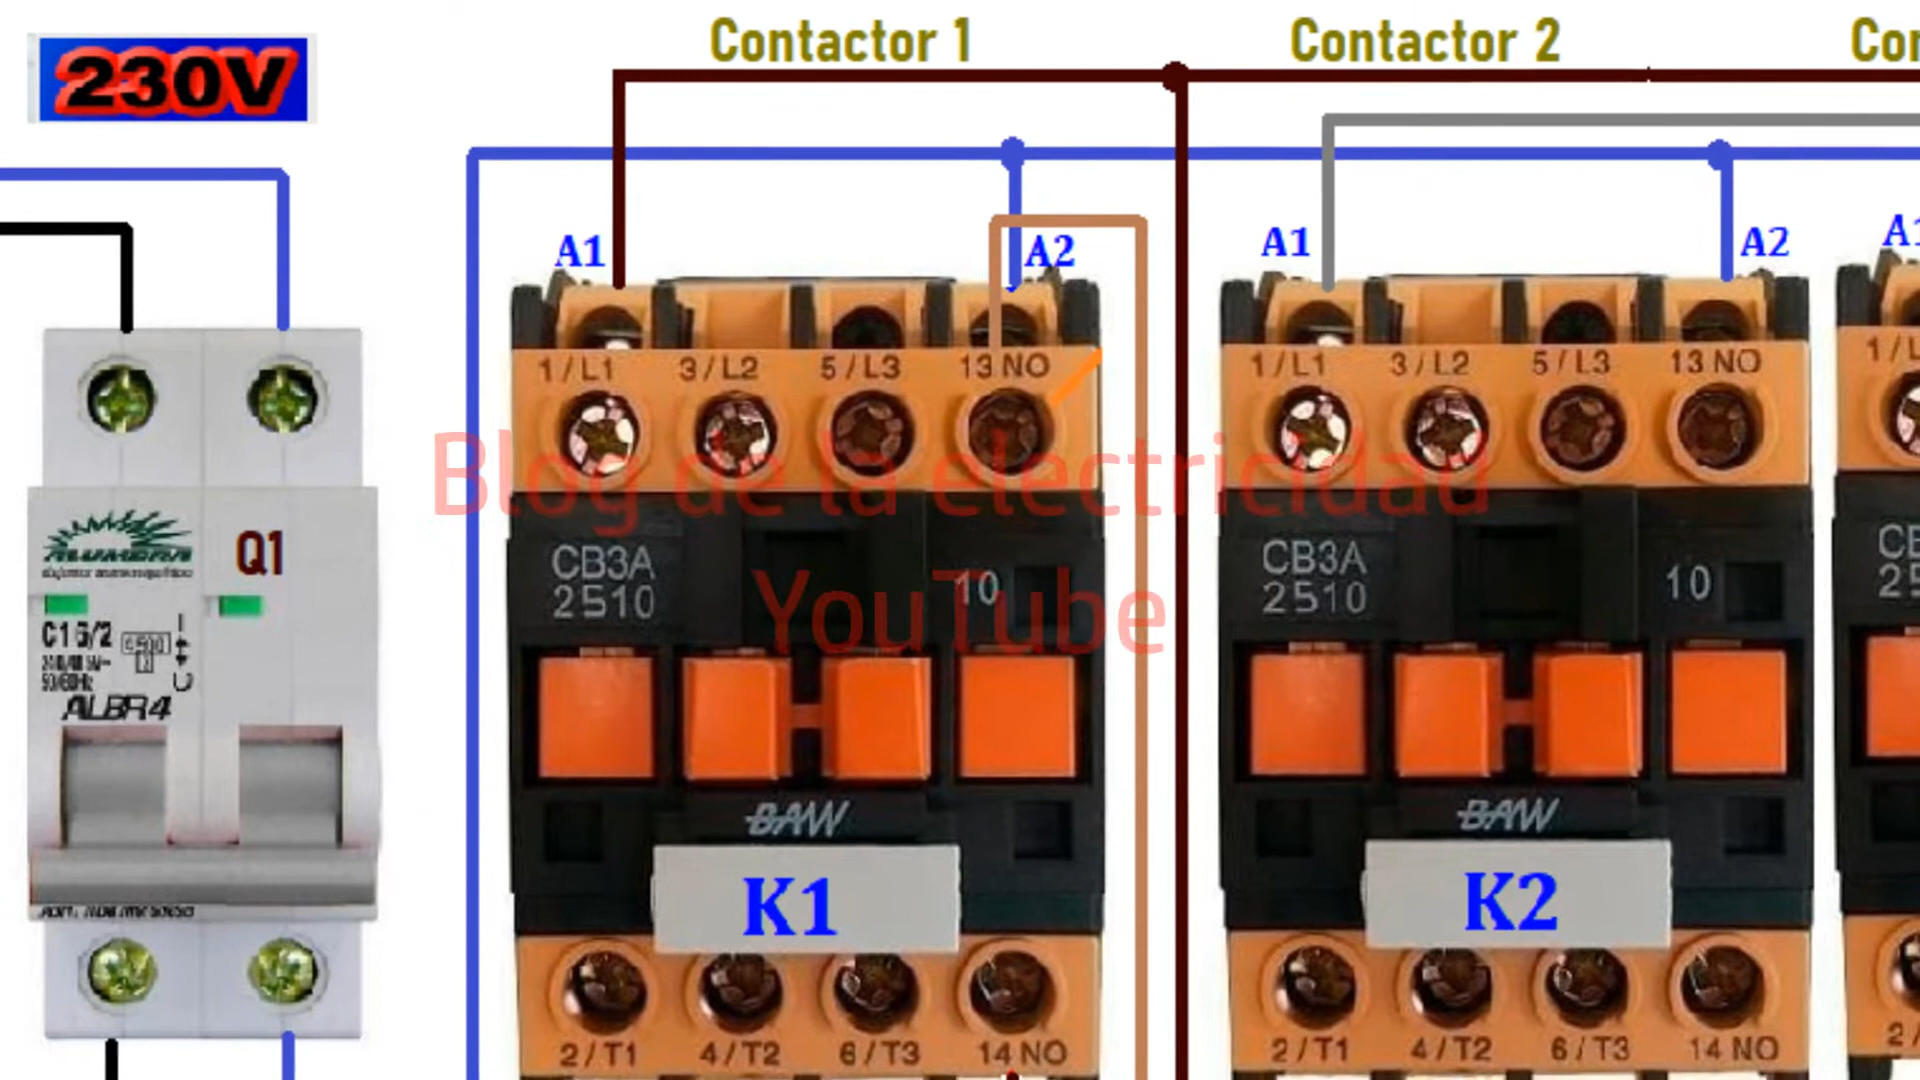 230V
Contactor 1
Contactor 2
A1
A2
A1
A2
1/L1 3/L2 5/L3 13 NO
1/L1 3/L2 5/L3 13 NO
Blog de la electricidad
YouTube
Q1
C16/2
50/60Hz
ALBR4
CB3A
2510
10
CB3A
2510
10
BAW
BAW
K1
K2
2/T1 4/T2 6/T3 14 NO
2/T1 4/T2 6/T3 14 NO